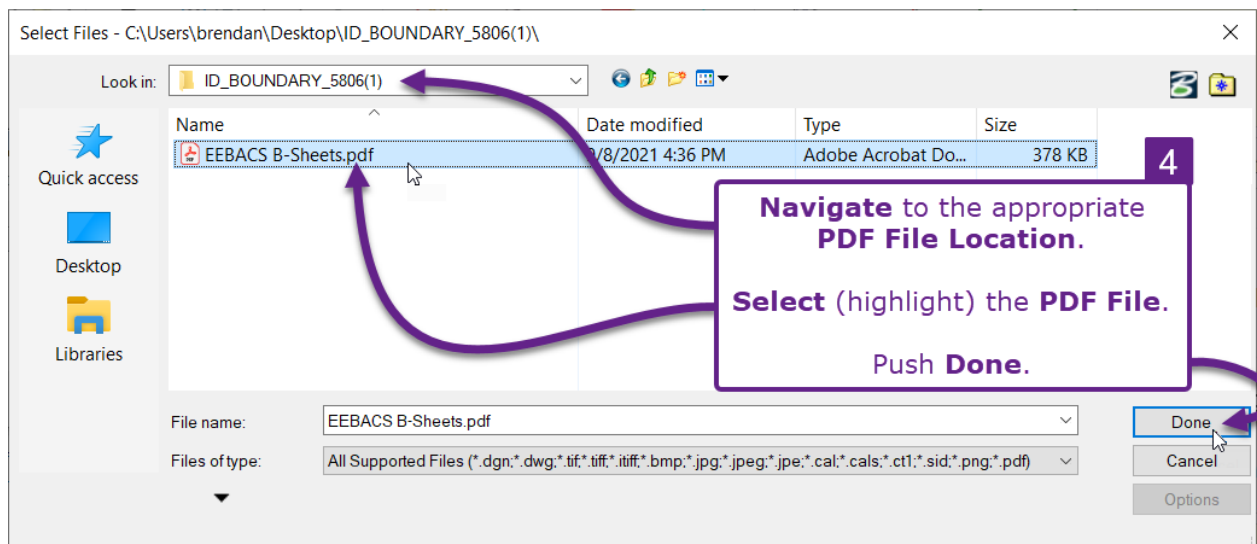 Select Files - C:\Users\brendan\Desktop\ID_BOUNDARY_5806(1)\
Look in:
ID_BOUNDARY_5806(1)
Name
Date modified
Type
Size
EEBACS B-Sheets.pdf
9/8/2021 4:36 PM
Adobe Acrobat Do...
378 KB
Quick access
Desktop
Libraries
4
Navigate to the appropriate
PDF File Location.
Select (highlight) the PDF File.
Push Done.
File name:
EEBACS B-Sheets.pdf
Done
Files of type:
All Supported Files (*.dgn;*.dwg;*.tif;*.tiff;*.itiff;*.bmp;*.jpg;*.jpeg;*.jpe;*.cal;*.cals;*.ct1;*.sid;*.png;*.pdf)
Cancel
Options